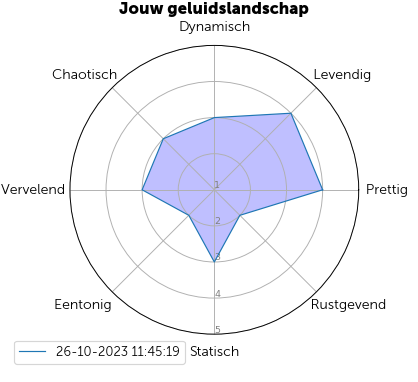 Jouw geluidslandschap
Dynamisch
Chaotisch
Levendig
Vervelend
1
Prettig
2
3
4
Eentonig
Rustgevend
5
26-10-2023 11:45:19
Statisch